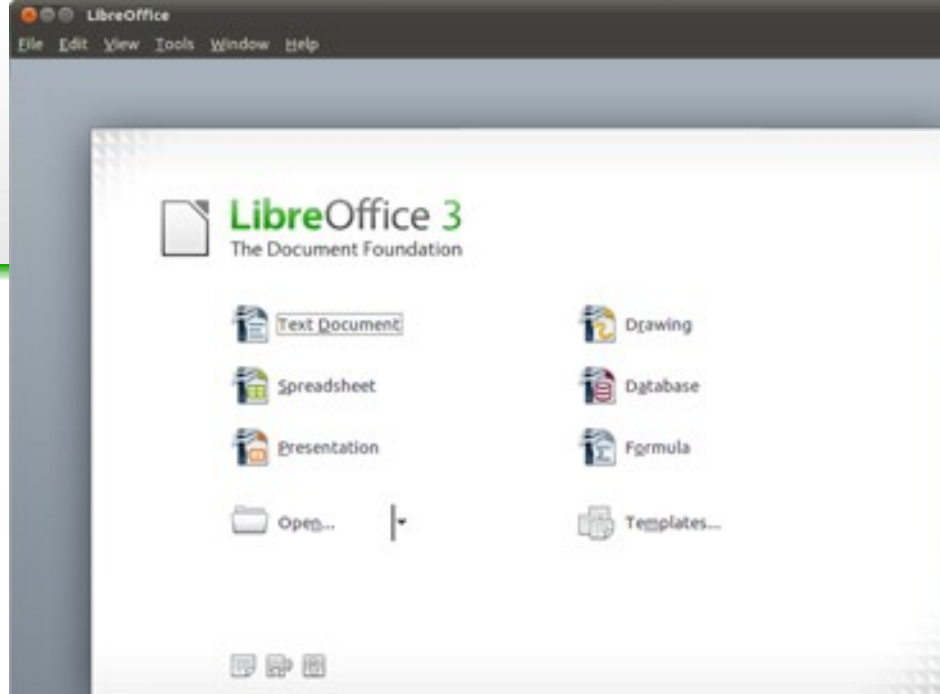 LibreOffice
File Edit View Tools Window Help
LibreOffice 3
The Document Foundation
Text Document
Drawing
Spreadsheet
Database
Presentation
Formula
Open...
Templates...